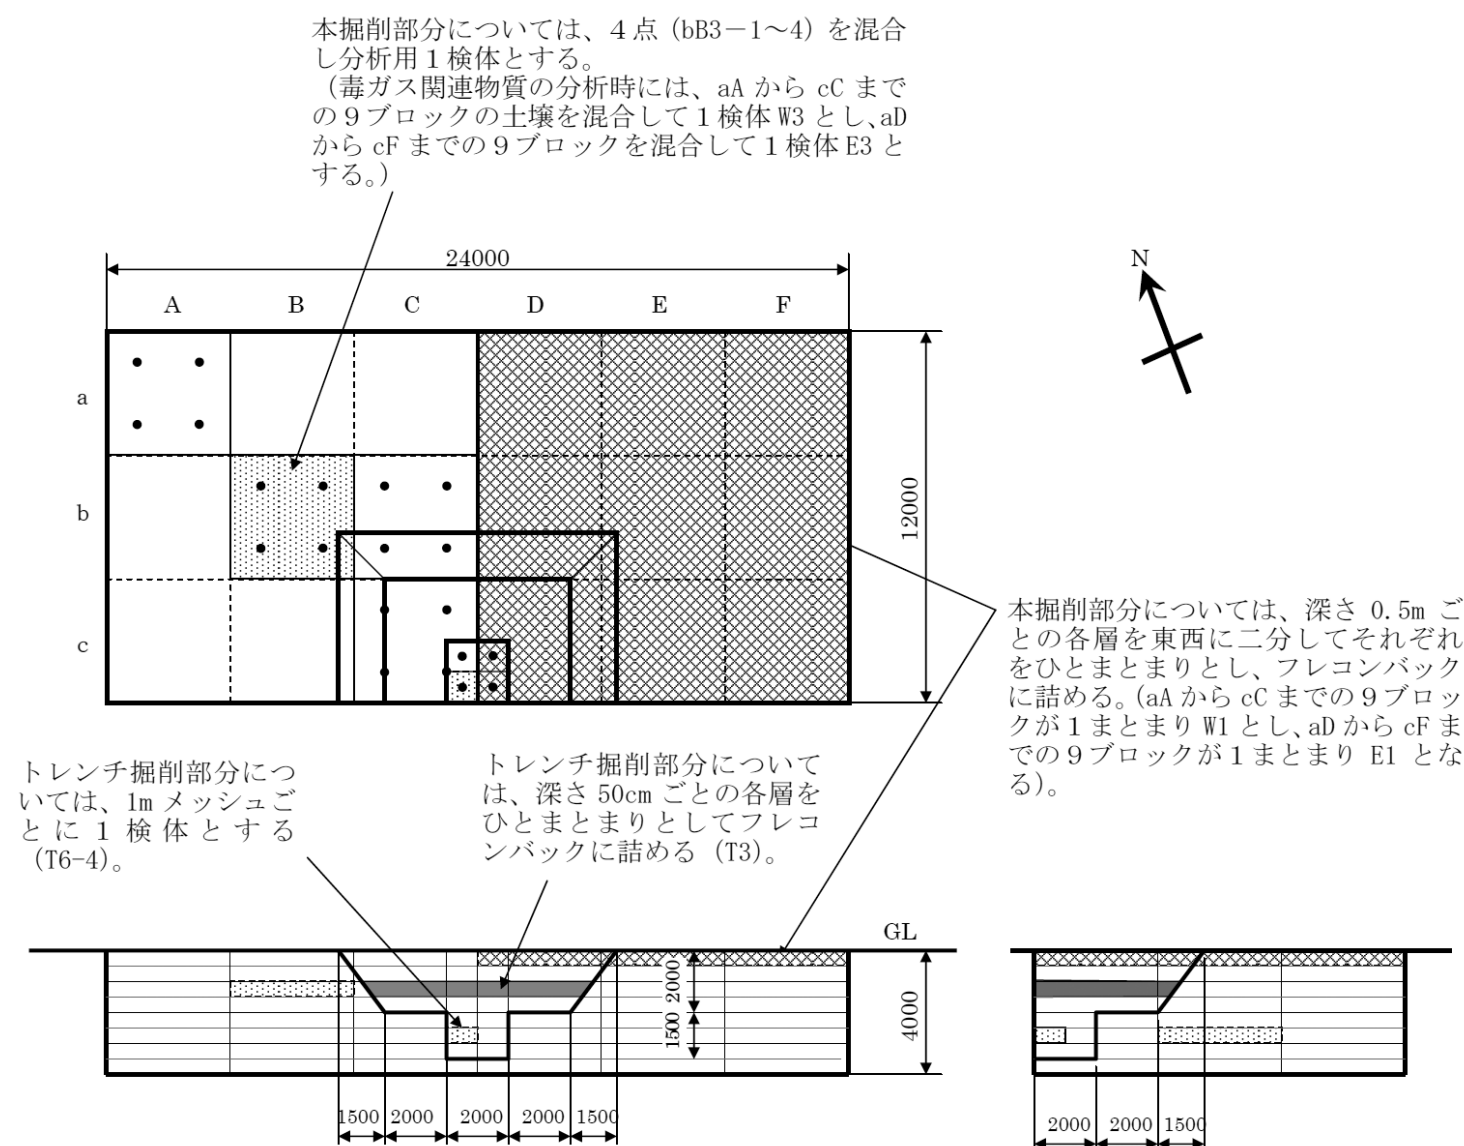 本掘削部分については、４点（bB3－1～4）を混合
し分析用１検体とする。
（毒ガス関連物質の分析時には、aA から cC まで
の９ブロックの土壌を混合して１検体 W3 とし、aD
から cF までの９ブロックを混合して１検体 E3 と
する。）
24000
N
A B C D E F
a
b
c
12000
本掘削部分については、深さ 0.5m ご
との各層を東西に二分してそれぞれ
をひとまとまりとし、フレコンバック
に詰める。（aA から cC までの９ブロッ
クが１まとまり W1 とし、aD から cF ま
での９ブロックが１まとまり E1 とな
る）。
トレンチ掘削部分につ
いては、1m メッシュご
とに１検体とする
（T6-4）。
トレンチ掘削部分について
は、深さ 50cm ごとの各層を
ひとまとまりとしてフレコ
ンバックに詰める（T3）。
GL
2000
1500
4000
1500 2000 2000 2000 1500
2000 2000 1500